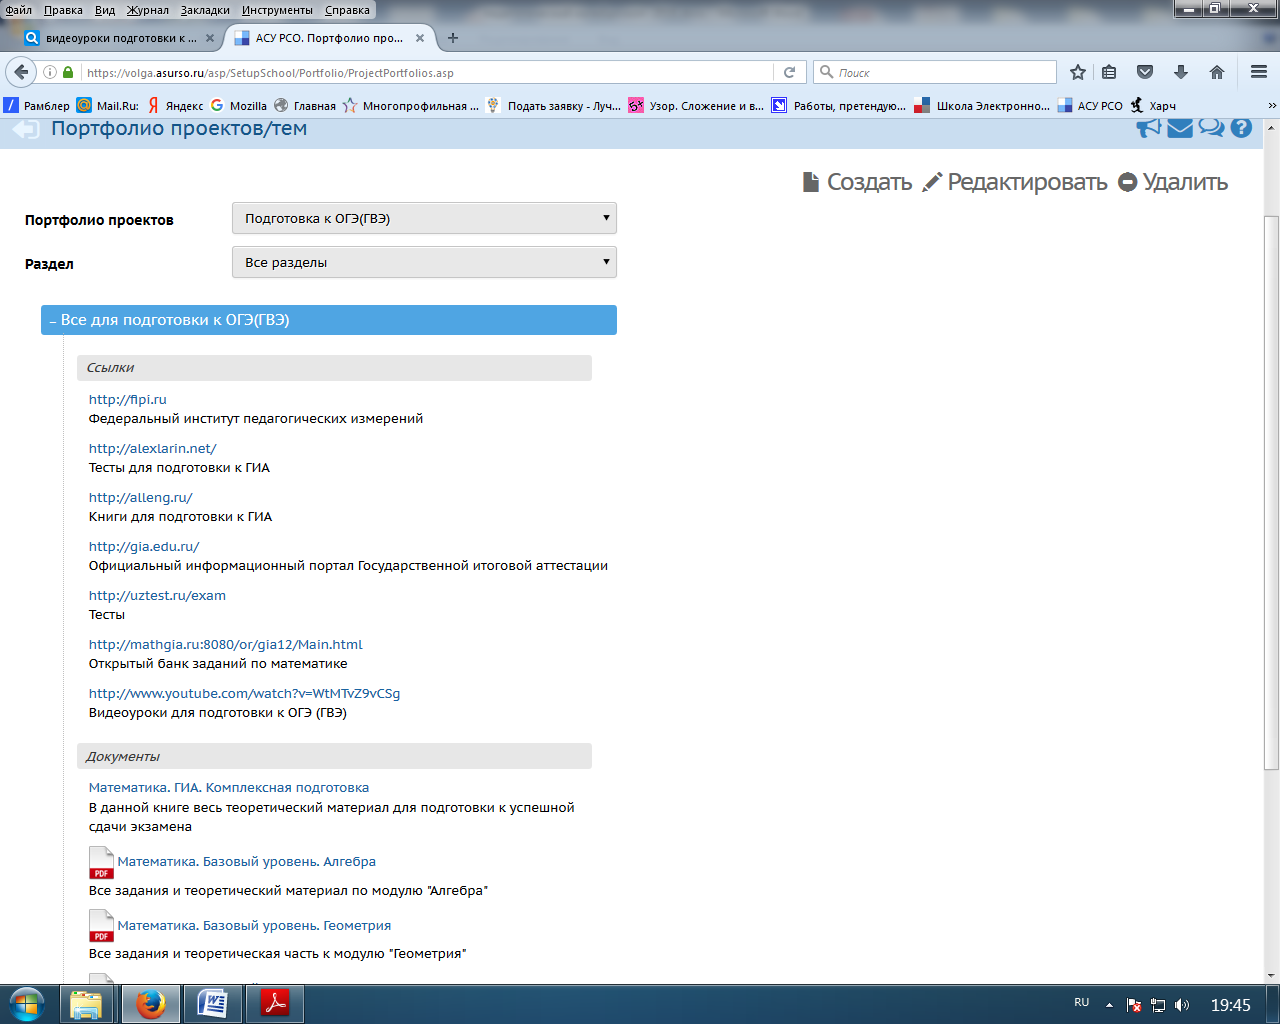 Файл Правка Вид Журнал Закладки Инструменты Справка
видеоуроки подготовки к ...
АСУ РСО. Портфолио про...
https://volga.asurso.ru/asp/SetupSchool/Portfolio/ProjectPortfolios.asp
Поиск
Рамблер Mail.Ru: Яндекс Mozilla Главная Многопрофильная ... Подать заявку - Луч... Узор. Сложение и в... Работы, претендую... Школа Электронно... АСУ РСО Харч »
Портфолио проектов/тем
Создать Редактировать Удалить
Портфолио проектов Подготовка к ОГЭ(ГВЭ)
Раздел Все разделы
– Все для подготовки к ОГЭ(ГВЭ)
Ссылки
http://fipi.ru
Федеральный институт педагогических измерений
http://alexlarin.net/
Тесты для подготовки к ГИА
http://alleng.ru/
Книги для подготовки к ГИА
http://gia.edu.ru/
Официальный информационный портал Государственной итоговой аттестации
http://uztest.ru/exam
Тесты
http://mathgia.ru:8080/or/gia12/Main.html
Открытый банк заданий по математике
http://www.youtube.com/watch?v=WtMTvZ9vCSg
Видеоуроки для подготовки к ОГЭ (ГВЭ)
Документы
Математика. ГИА. Комплексная подготовка
В данной книге весь теоретический материал для подготовки к успешной
сдачи экзамена
PDF Математика. Базовый уровень. Алгебра
Все задания и теоретический материал по модулю "Алгебра"
PDF Математика. Базовый уровень. Геометрия
Все задания и теоретическая часть к модулю "Геометрия"
RU 19:45